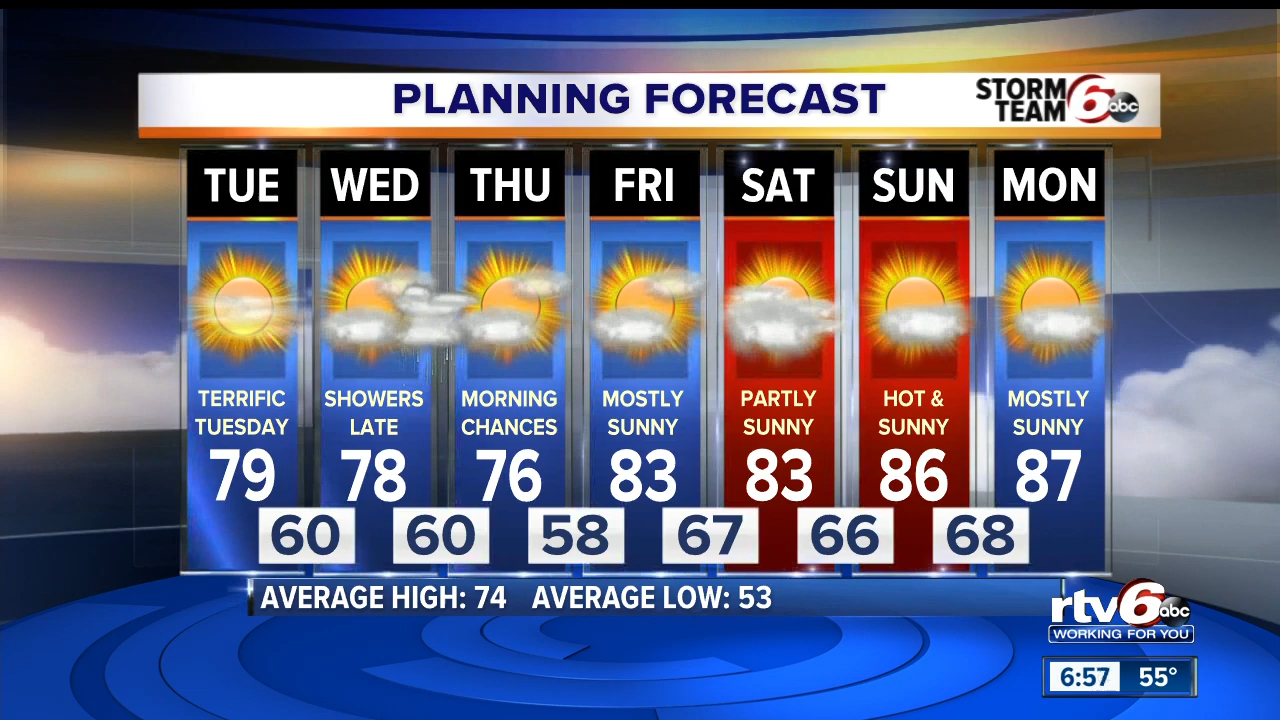 PLANNING FORECAST
STORM
TEAM 6 abc
TUE WED THU FRI SAT SUN MON
TERRIFIC SHOWERS MORNING MOSTLY PARTLY HOT & MOSTLY
TUESDAY LATE CHANCES SUNNY SUNNY SUNNY SUNNY
79 78 76 83 83 86 87
60 60 58 67 66 68
AVERAGE HIGH: 74 AVERAGE LOW: 53
rtv6 abc
WORKING FOR YOU
6:57 55°